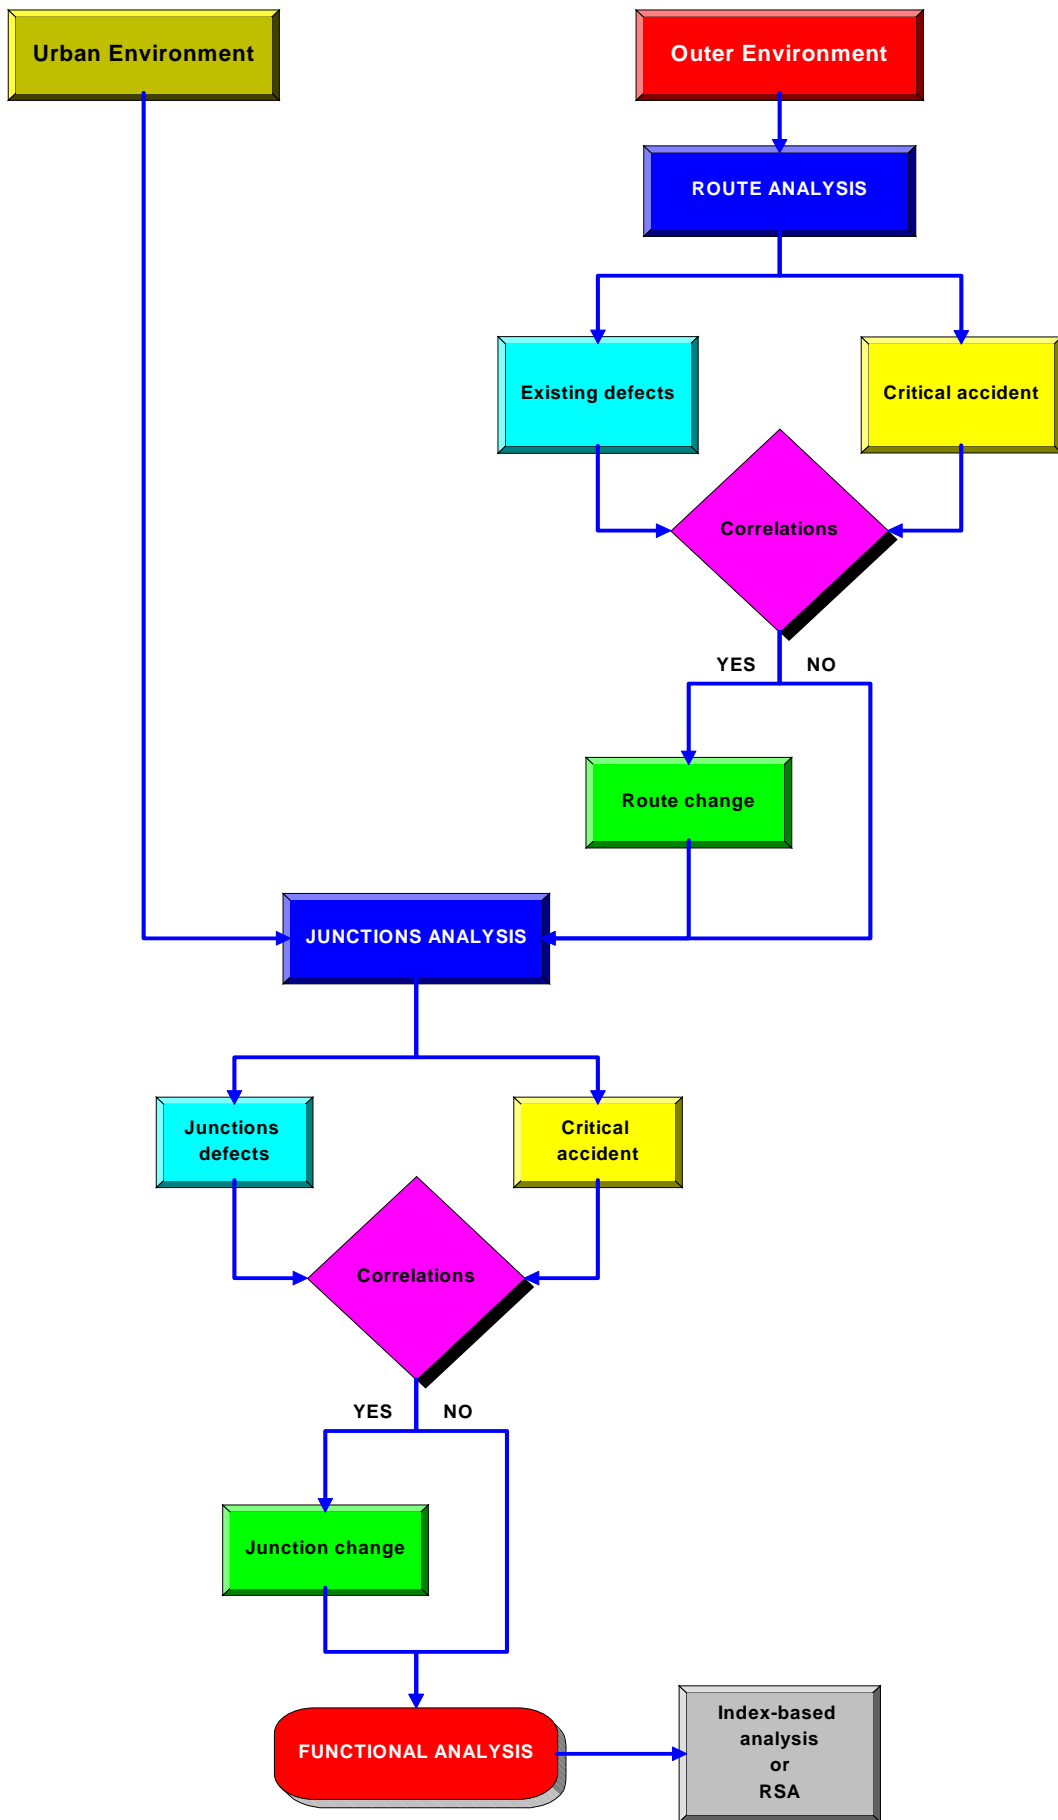 Urban Environment
Outer Environment
ROUTE ANALYSIS
Existing defects
Critical accident
Correlations
YES
NO
Route change
JUNCTIONS ANALYSIS
Junctions
defects
Critical
accident
Correlations
YES
NO
Junction change
FUNCTIONAL ANALYSIS
Index-based
analysis
or
RSA